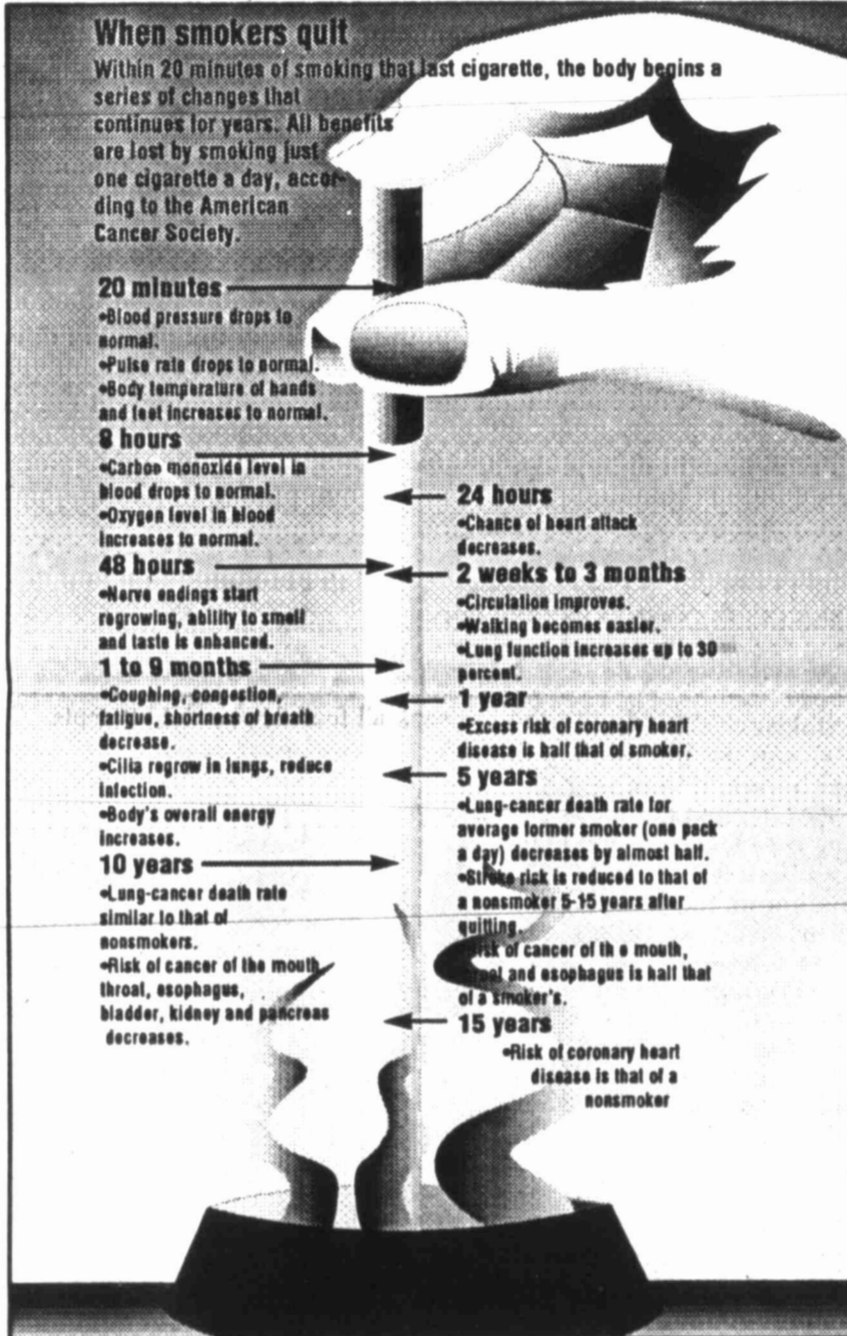 When smokers quit
Within 20 minutes of smoking that last cigarette, the body begins a
series of changes that
continues for years. All benefits
are lost by smoking just
one cigarette a day, accor-
ding to the American
Cancer Society.
20 minutes
•Blood pressure drops to
normal.
•Pulse rate drops to normal.
•Body temperature of hands
and feet increases to normal.
8 hours
•Carbon monoxide level in
blood drops to normal.
•Oxygen level in blood
increases to normal.
24 hours
•Chance of heart attack
decreases.
48 hours
•Nerve endings start
regrowing, ability to smell
and taste is enhanced.
2 weeks to 3 months
•Circulation improves.
•Walking becomes easier.
•Lung function increases up to 30
percent.
1 to 9 months
•Coughing, congestion,
fatigue, shortness of breath
decrease.
•Cilia regrow in lungs, reduce
infection.
•Body's overall energy
increases.
1 year
•Excess risk of coronary heart
disease is half that of smoker.
5 years
•Lung-cancer death rate for
average former smoker (one pack
a day) decreases by almost half.
•Stroke risk is reduced to that of
a nonsmoker 5-15 years after
quitting.
•Risk of cancer of th e mouth,
throat and esophagus is half that
of a smoker's.
10 years
•Lung-cancer death rate
similar to that of
nonsmokers.
•Risk of cancer of the mouth,
throat, esophagus,
bladder, kidney and pancreas
decreases.
15 years
•Risk of coronary heart
disease is that of a
nonsmoker